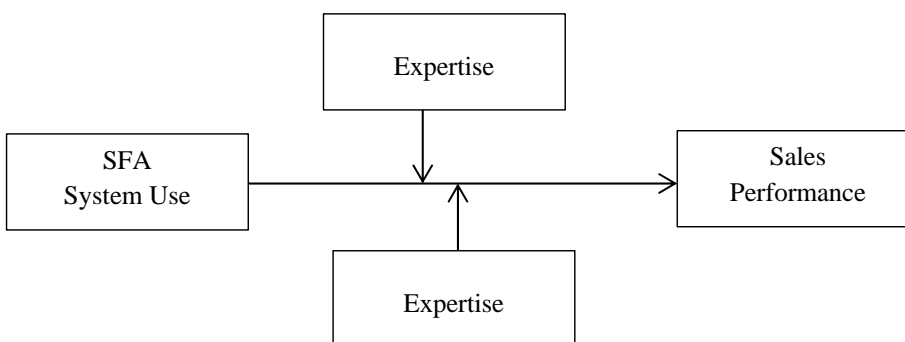 Expertise
SFA
System Use
Sales
Performance
Expertise